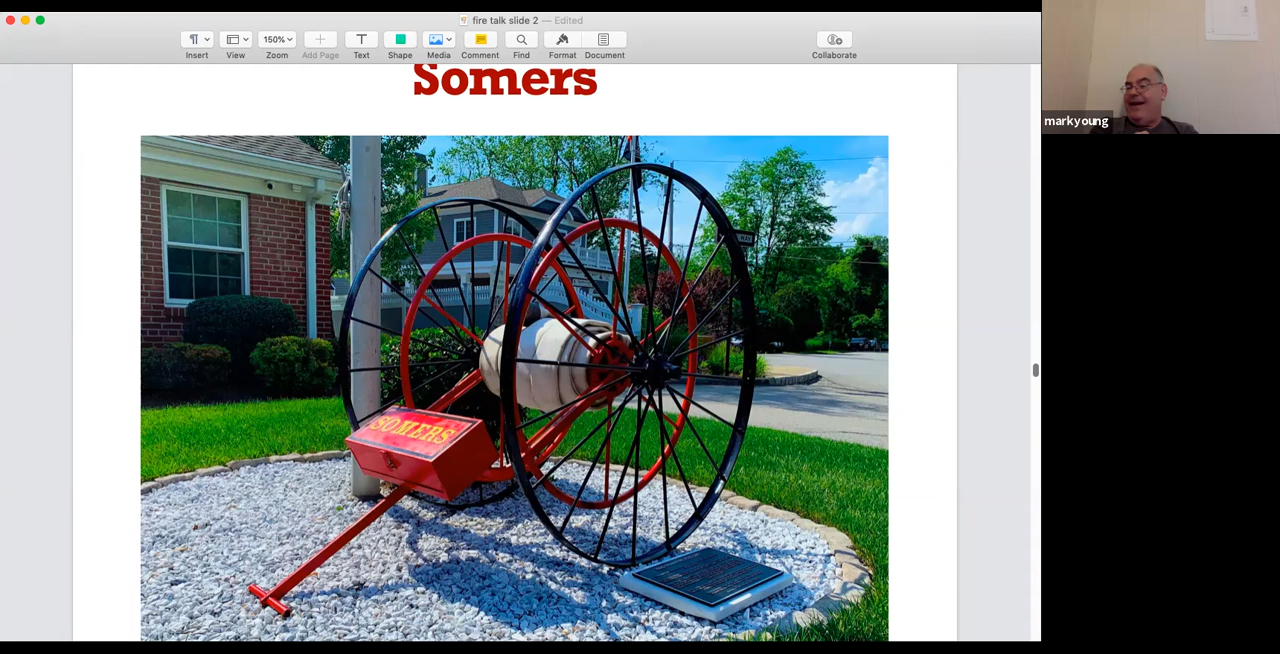 fire talk slide 2 — Edited
150%
Insert
View
Zoom
Add Page
Text
Shape
Media
Comment
Find
Format
Document
Collaborate
Somers
markyoung
SOMERS